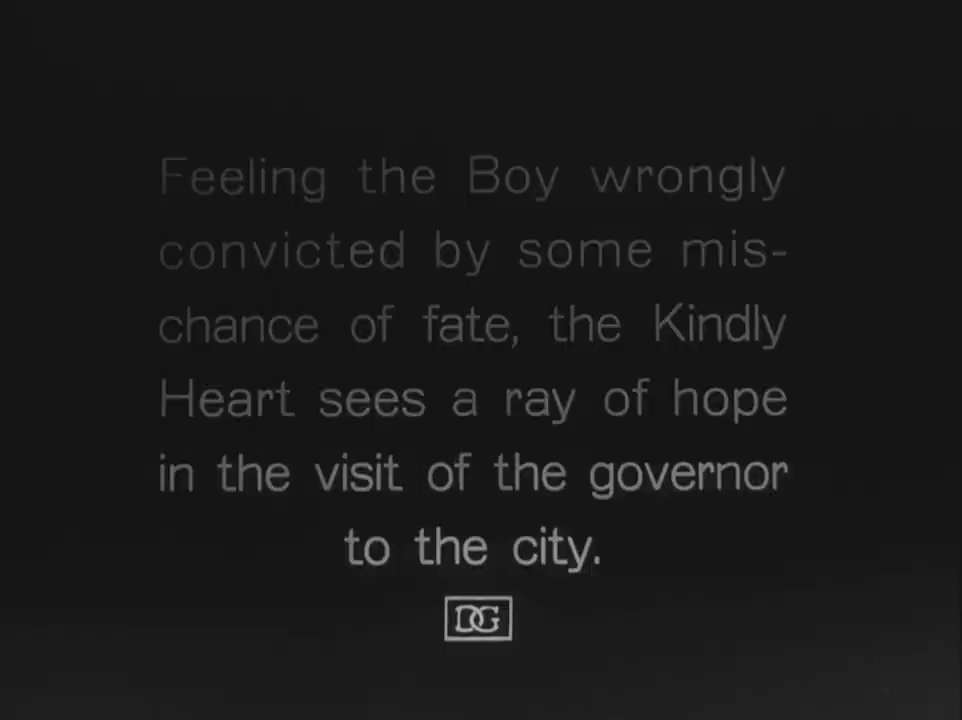 Feeling the Boy wrongly
convicted by some mis-
chance of fate, the Kindly
Heart sees a ray of hope
in the visit of the governor
to the city.
DG